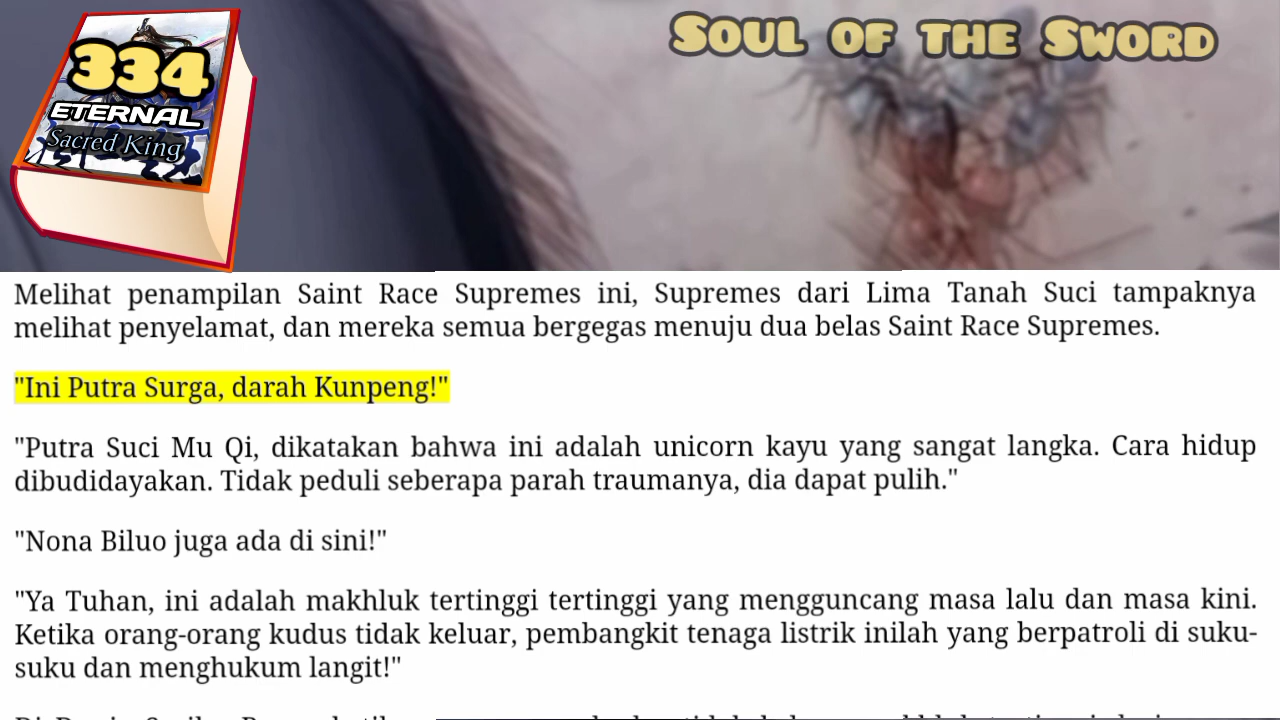 SOUL OF THE SWORD
334
ETERNAL
Sacred King
Melihat penampilan Saint Race Supremes ini, Supremes dari Lima Tanah Suci tampaknya
melihat penyelamat, dan mereka semua bergegas menuju dua belas Saint Race Supremes.
"Ini Putra Surga, darah Kunpeng!"
"Putra Suci Mu Qi, dikatakan bahwa ini adalah unicorn kayu yang sangat langka. Cara hidup
dibudidayakan. Tidak peduli seberapa parah traumanya, dia dapat pulih."
"Nona Biluo juga ada di sini!"
"Ya Tuhan, ini adalah makhluk tertinggi tertinggi yang mengguncang masa lalu dan masa kini.
Ketika orang-orang kudus tidak keluar, pembangkit tenaga listrik inilah yang berpatroli di suku-
suku dan menghukum langit!"